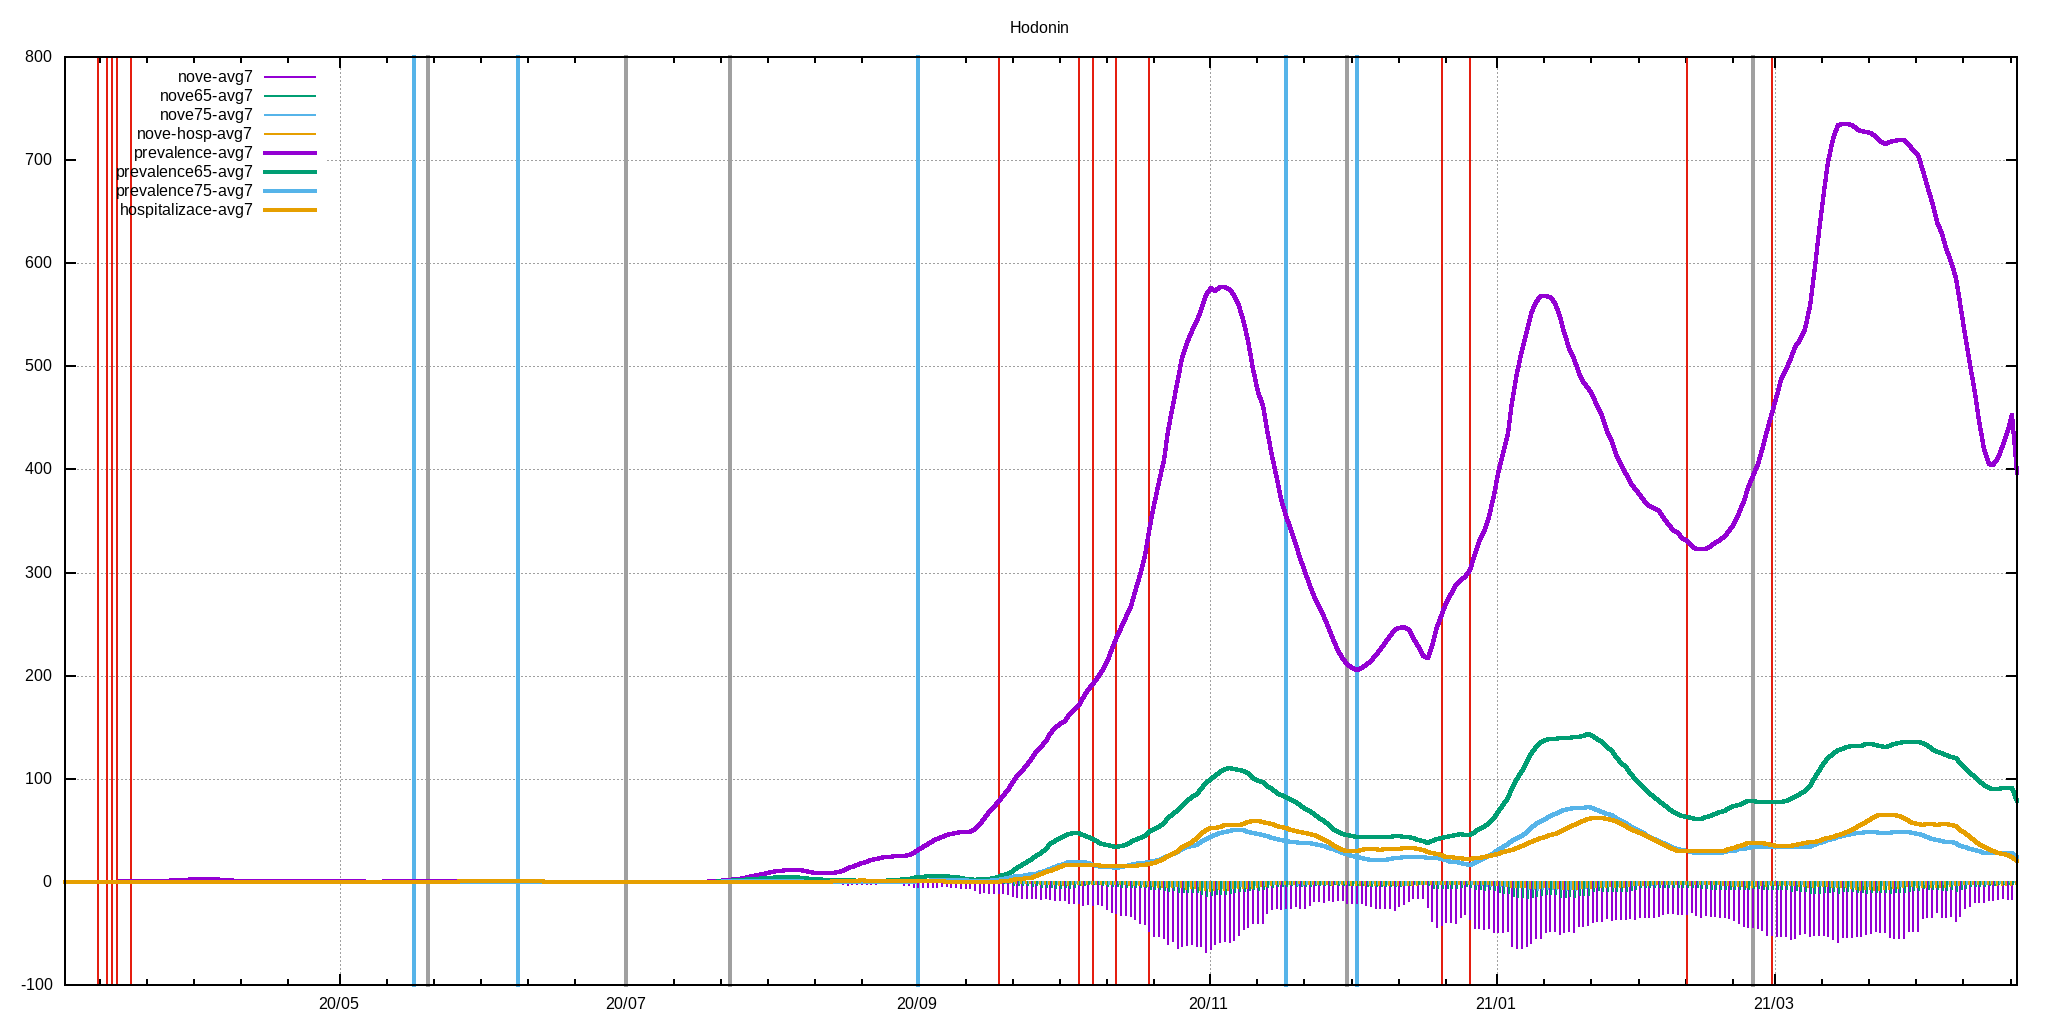 Hodonin
800
700
600
500
400
300
200
100
0
-100
nove-avg7
nove65-avg7
nove75-avg7
nove-hosp-avg7
prevalence-avg7
prevalence65-avg7
prevalence75-avg7
hospitalizace-avg7
20/05 20/07 20/09 20/11 21/01 21/03